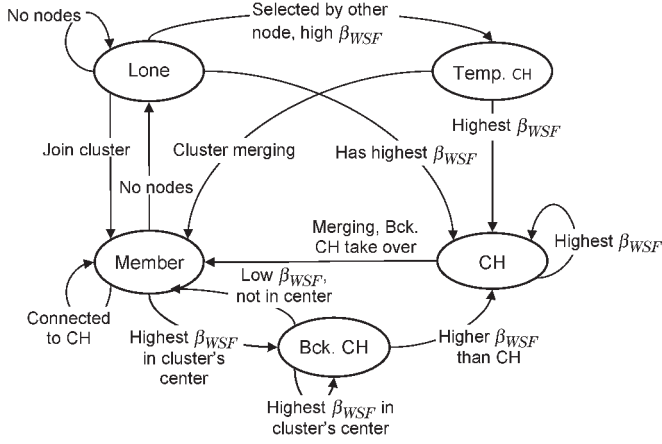 No nodes
Selected by other
node, high β_WSF
Lone
Temp. CH
Highest β_WSF
Join cluster
Cluster merging
Has highest β_WSF
No nodes
Merging, Bck.
CH take over
Highest β_WSF
Member
CH
Low β_WSF,
not in center
Connected
to CH
Highest β_WSF
in cluster's
center
Bck. CH
Higher β_WSF
than CH
Highest β_WSF in
cluster's center